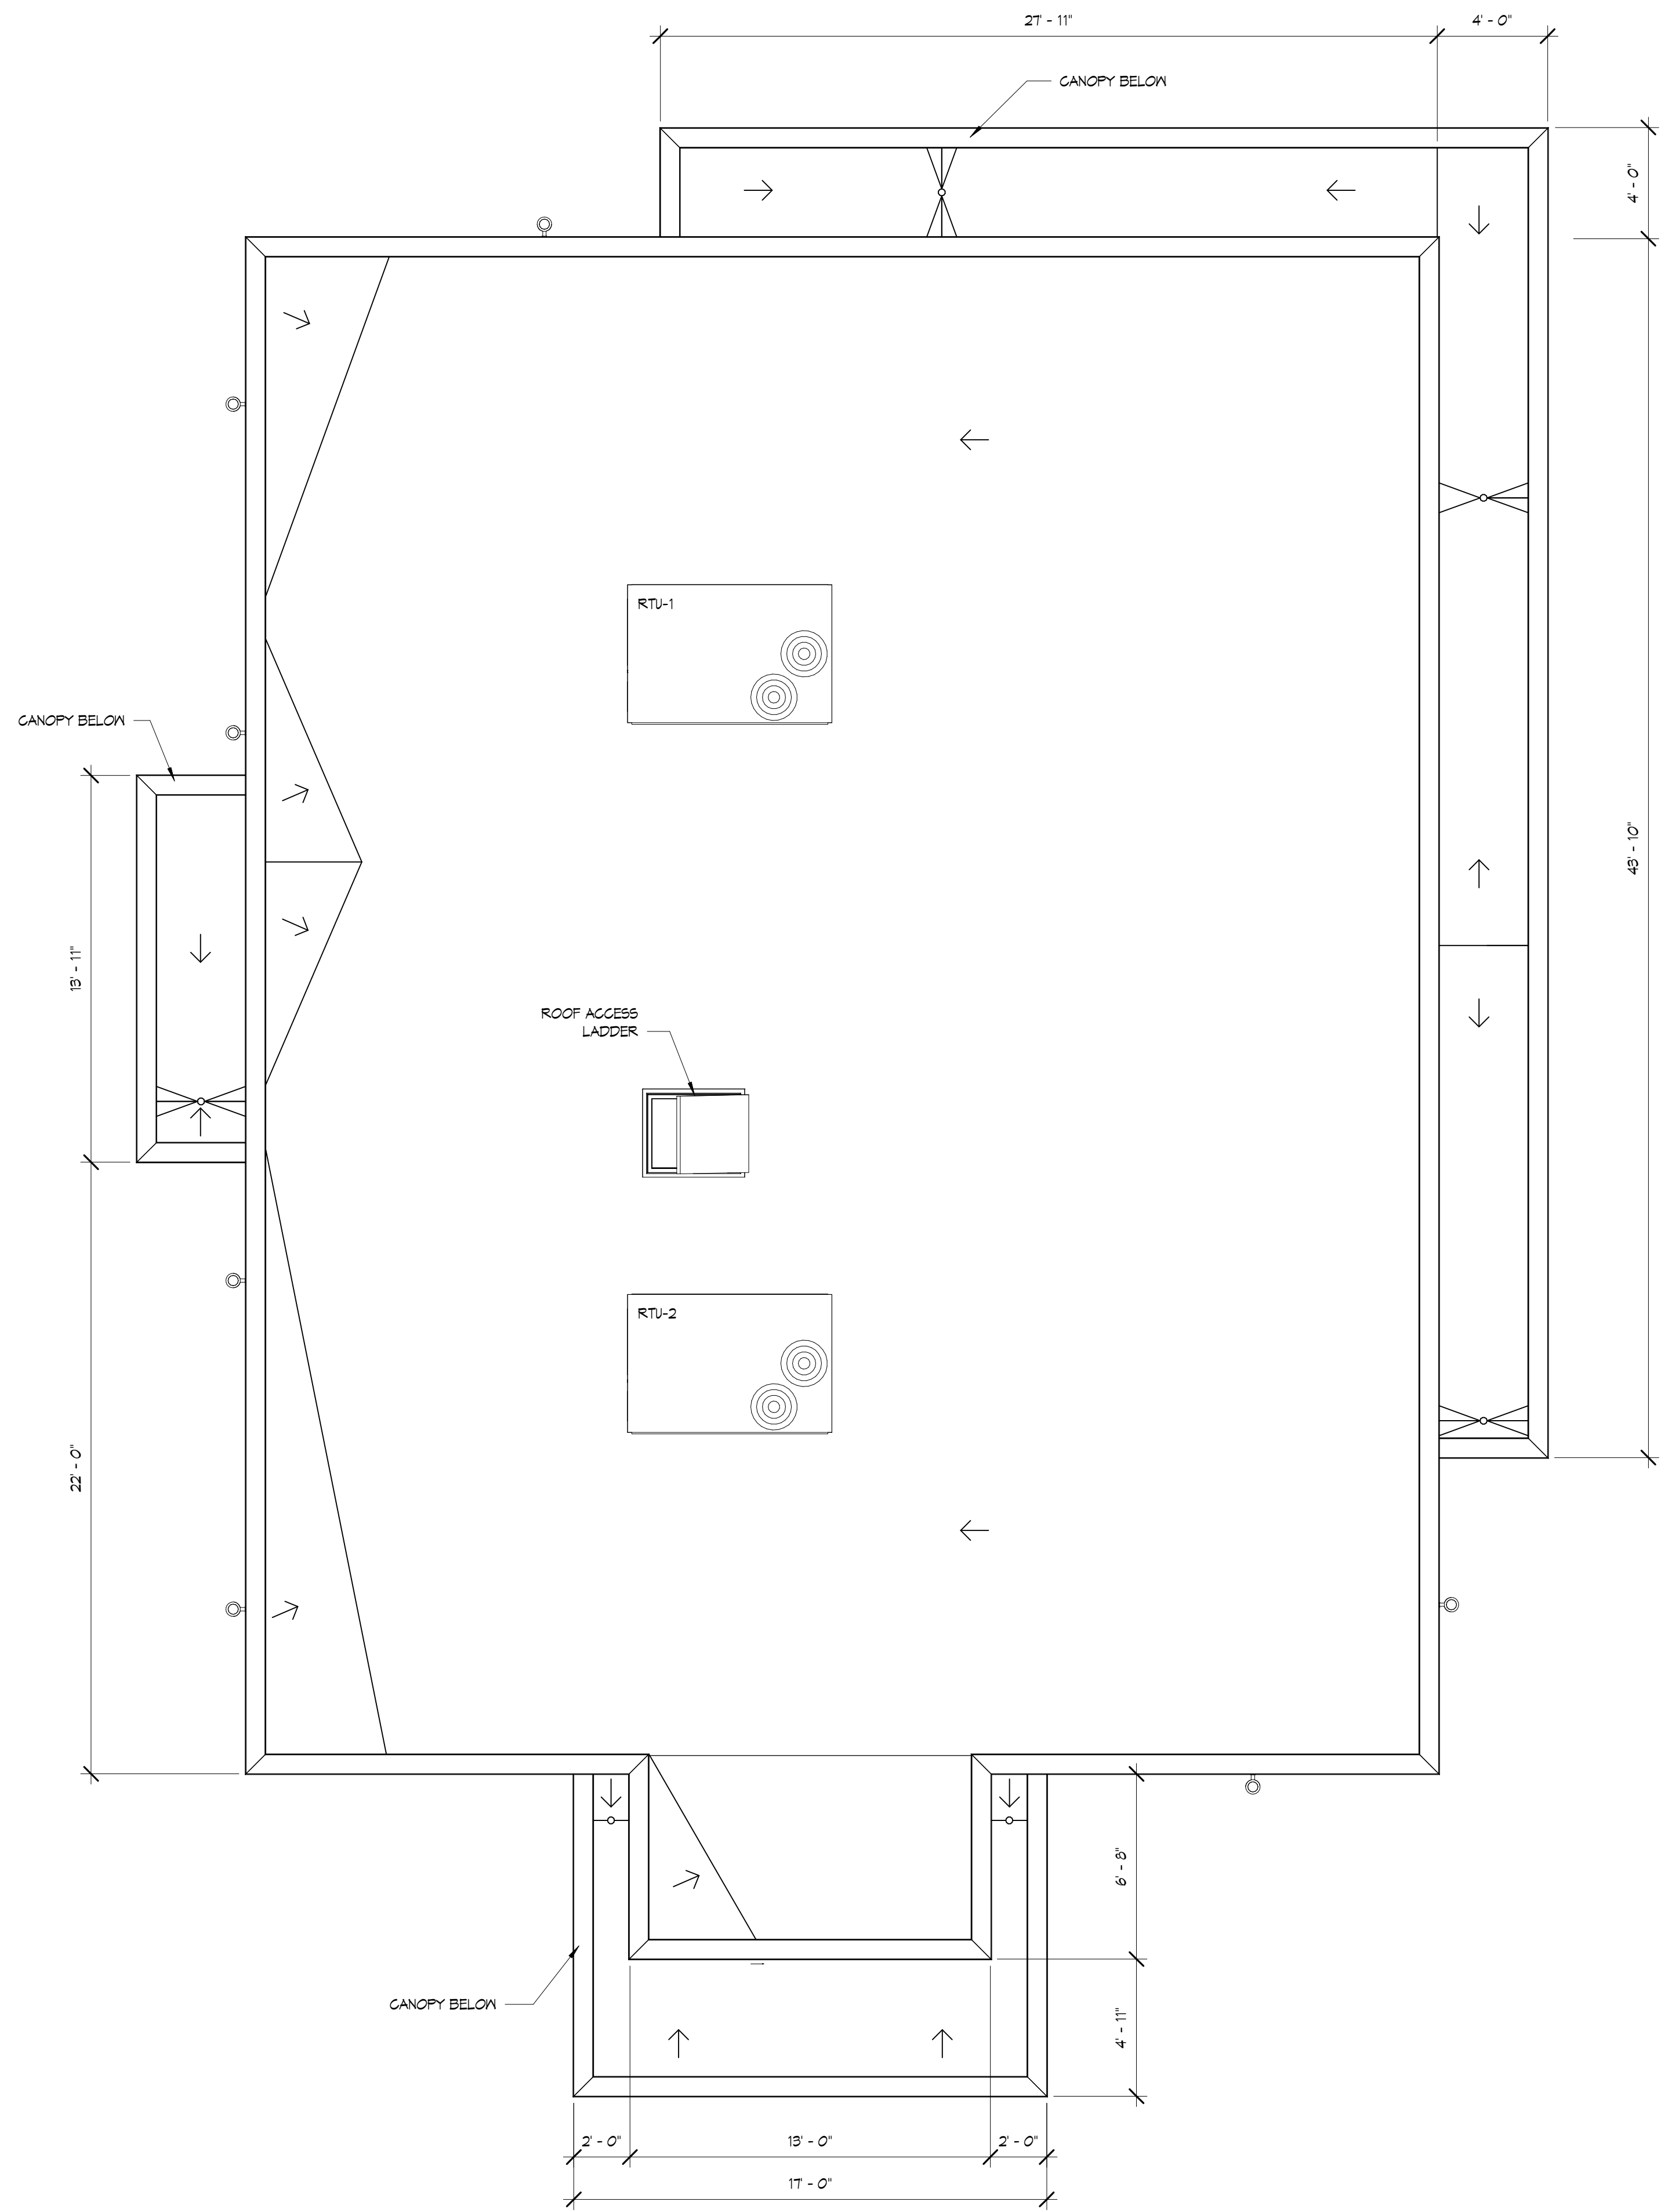 27' - 11"
4' - 0"
CANOPY BELOW
4' - 0"
RTU-1
CANOPY BELOW
43' - 10"
13' - 11"
ROOF ACCESS
LADDER
RTU-2
22' - 0"
6' - 8"
CANOPY BELOW
4' - 11"
2' - 0"
13' - 0"
2' - 0"
17' - 0"